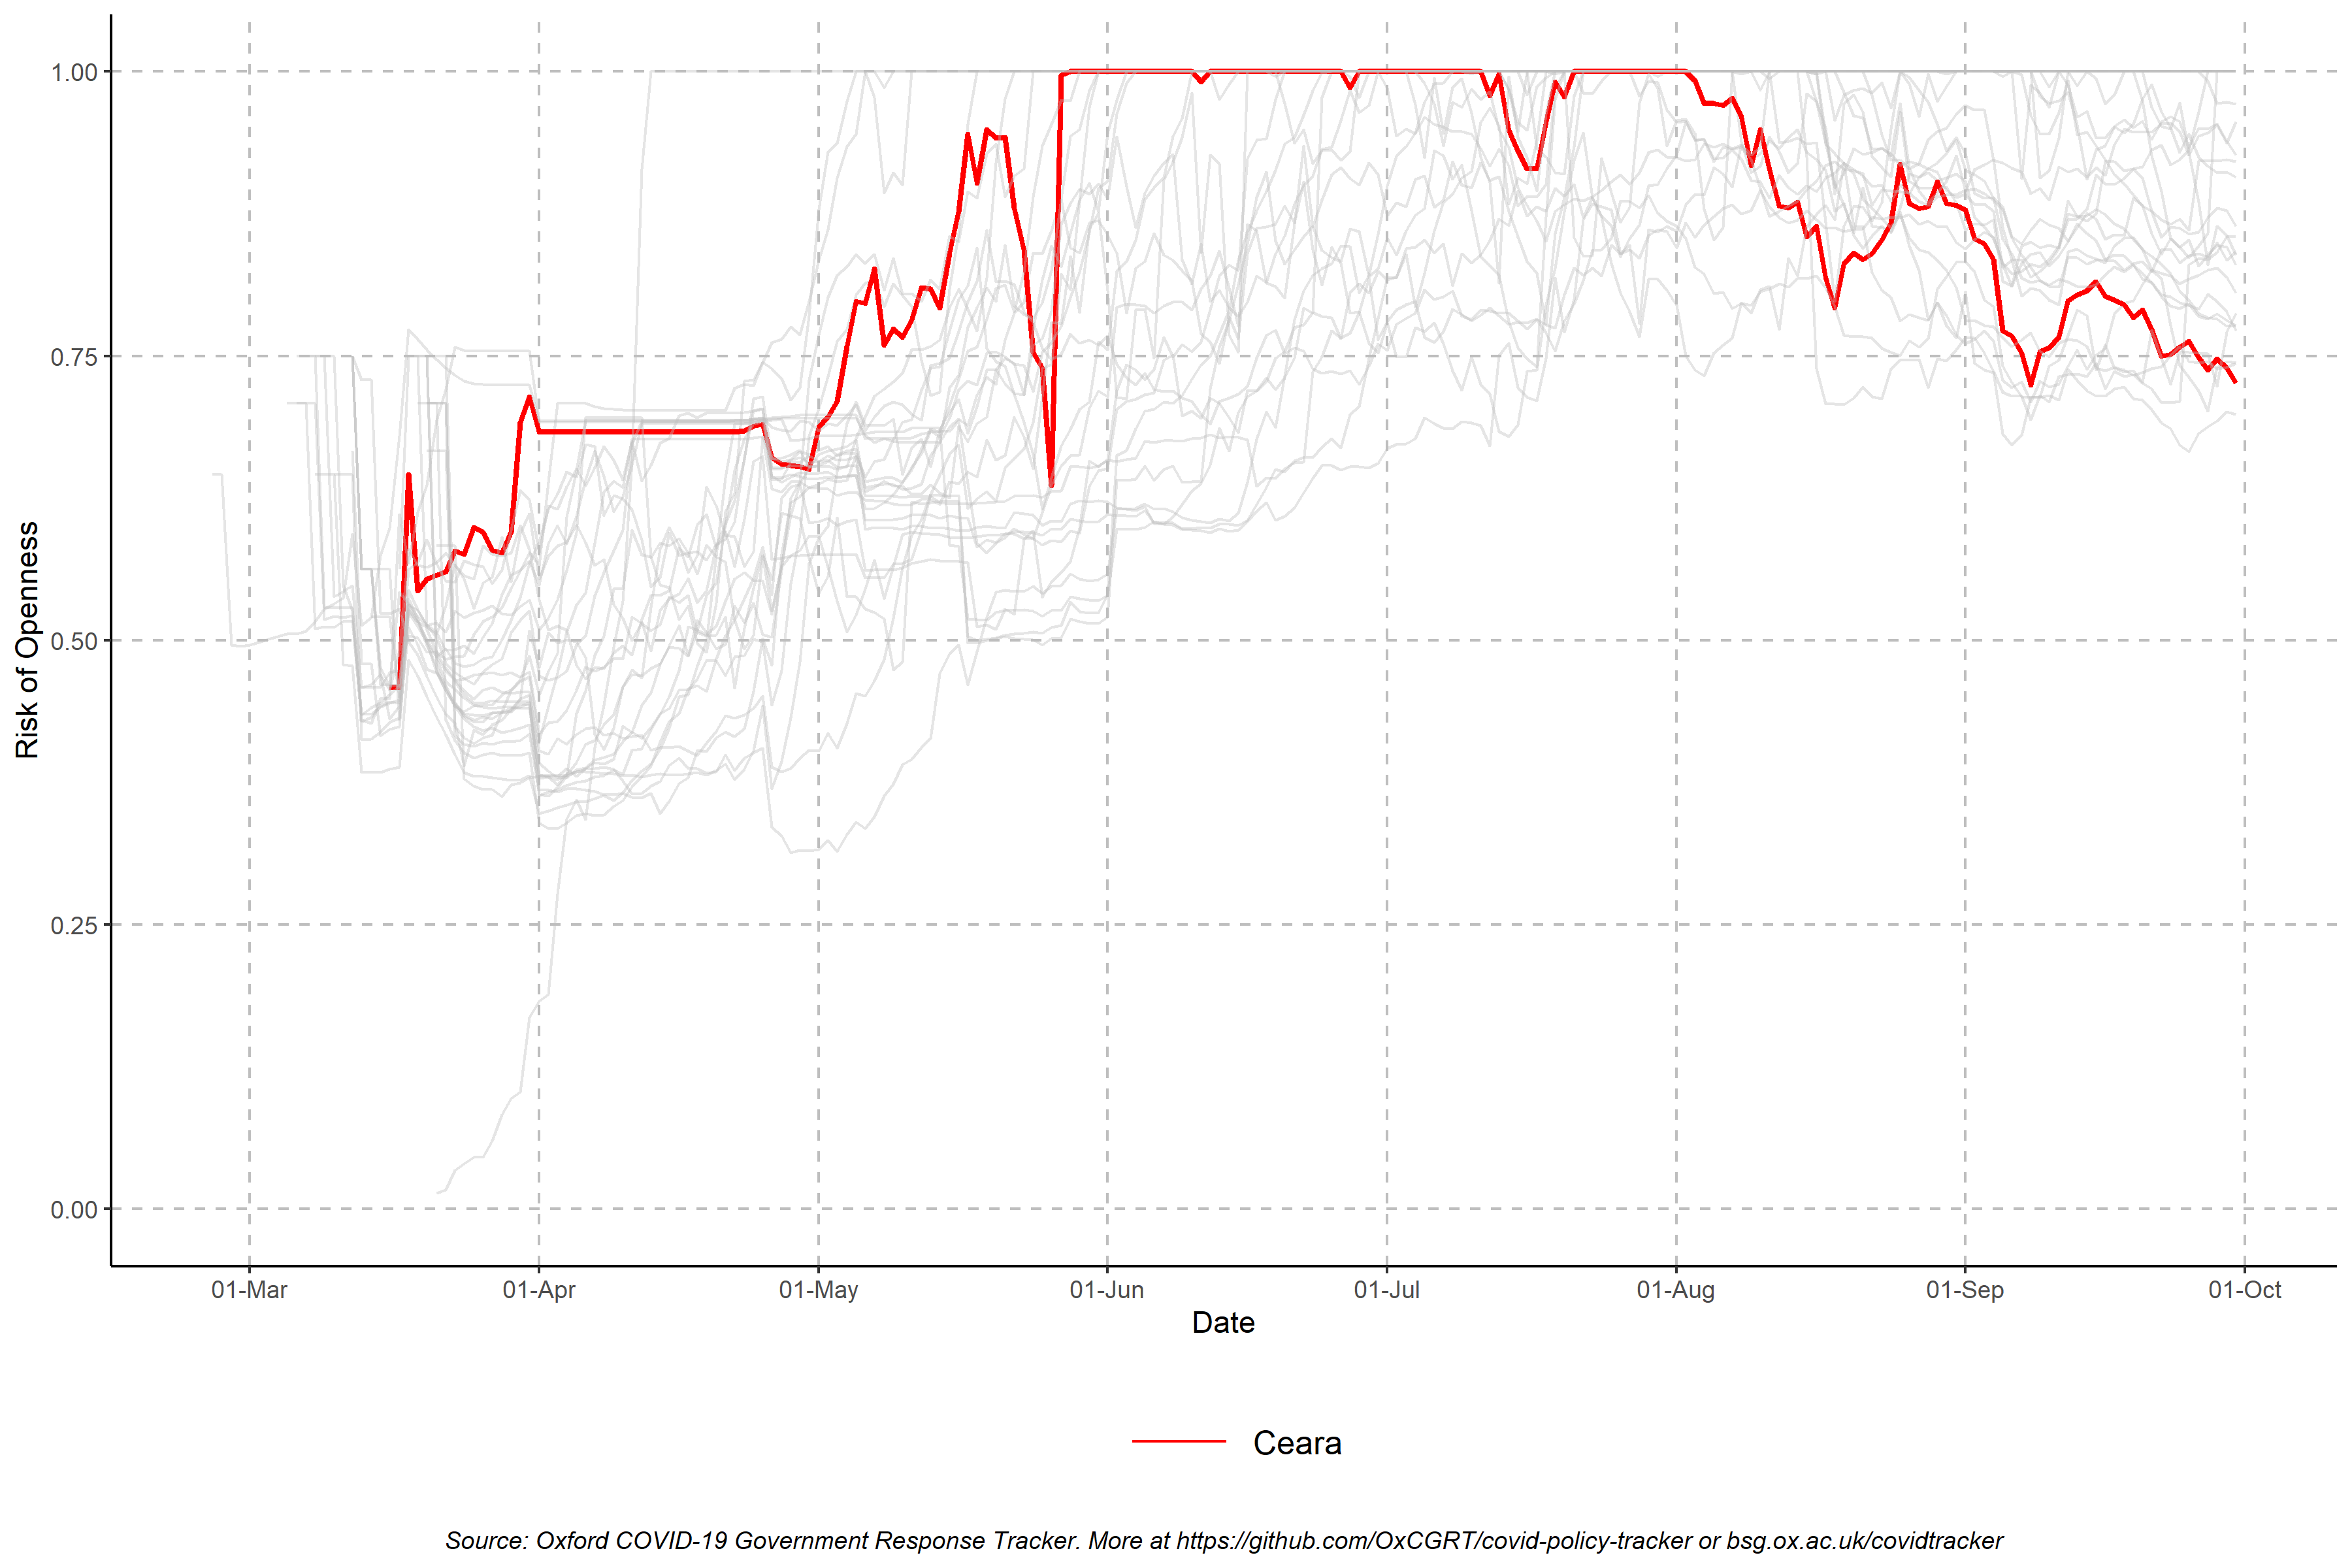 Risk of Openness
1.00
0.75
0.50
0.25
0.00
01-Mar 01-Apr 01-May 01-Jun 01-Jul 01-Aug 01-Sep 01-Oct
Date
Ceara
Source: Oxford COVID-19 Government Response Tracker. More at https://github.com/OxCGRT/covid-policy-tracker or bsg.ox.ac.uk/covidtracker